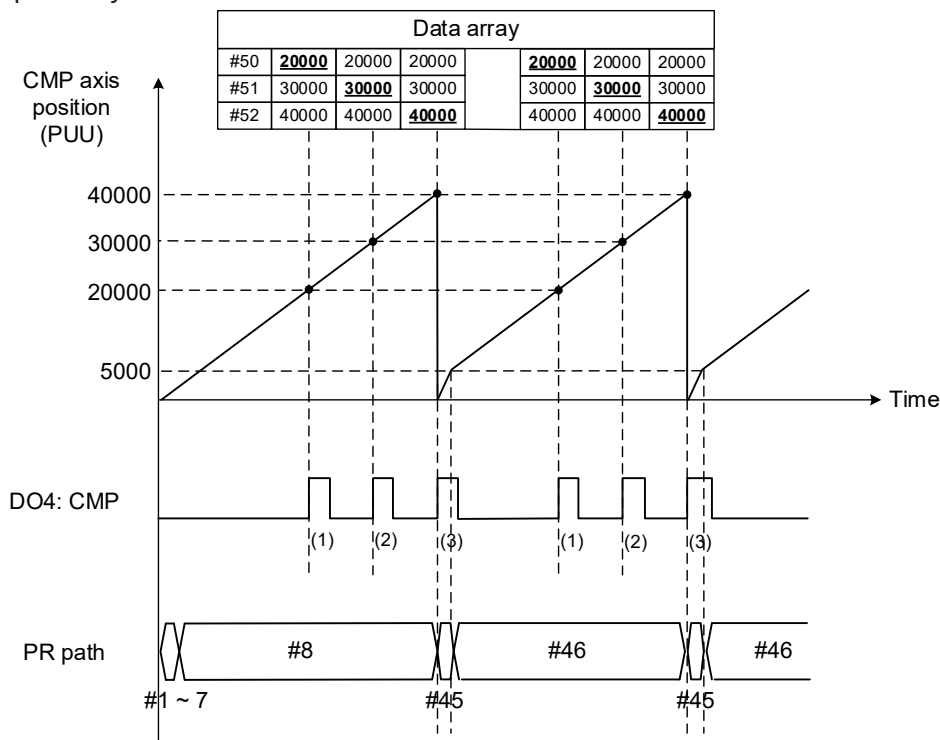 Data array
#50 20000 20000 20000 20000 20000 20000
#51 30000 30000 30000 30000 30000 30000
#52 40000 40000 40000 40000 40000 40000
CMP axis
position
(PUU)
40000
30000
20000
5000
Time
DO4: CMP
(1) (2) (3) (1) (2) (3)
PR path
#8 #46 #46
#1 ~ 7 #45 #45